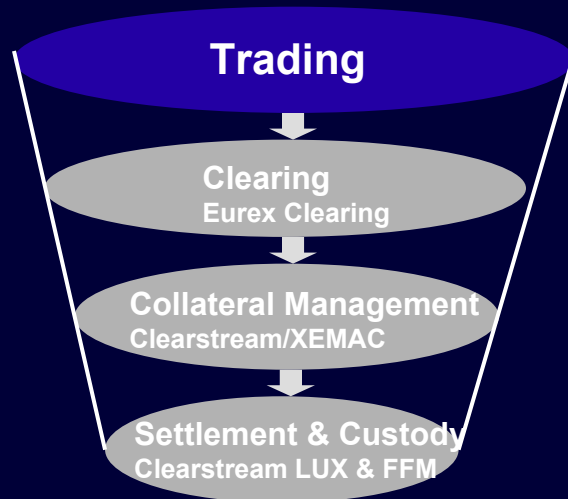 Trading
Clearing
Eurex Clearing
Collateral Management
Clearstream/XEMAC
Settlement & Custody
Clearstream LUX & FFM